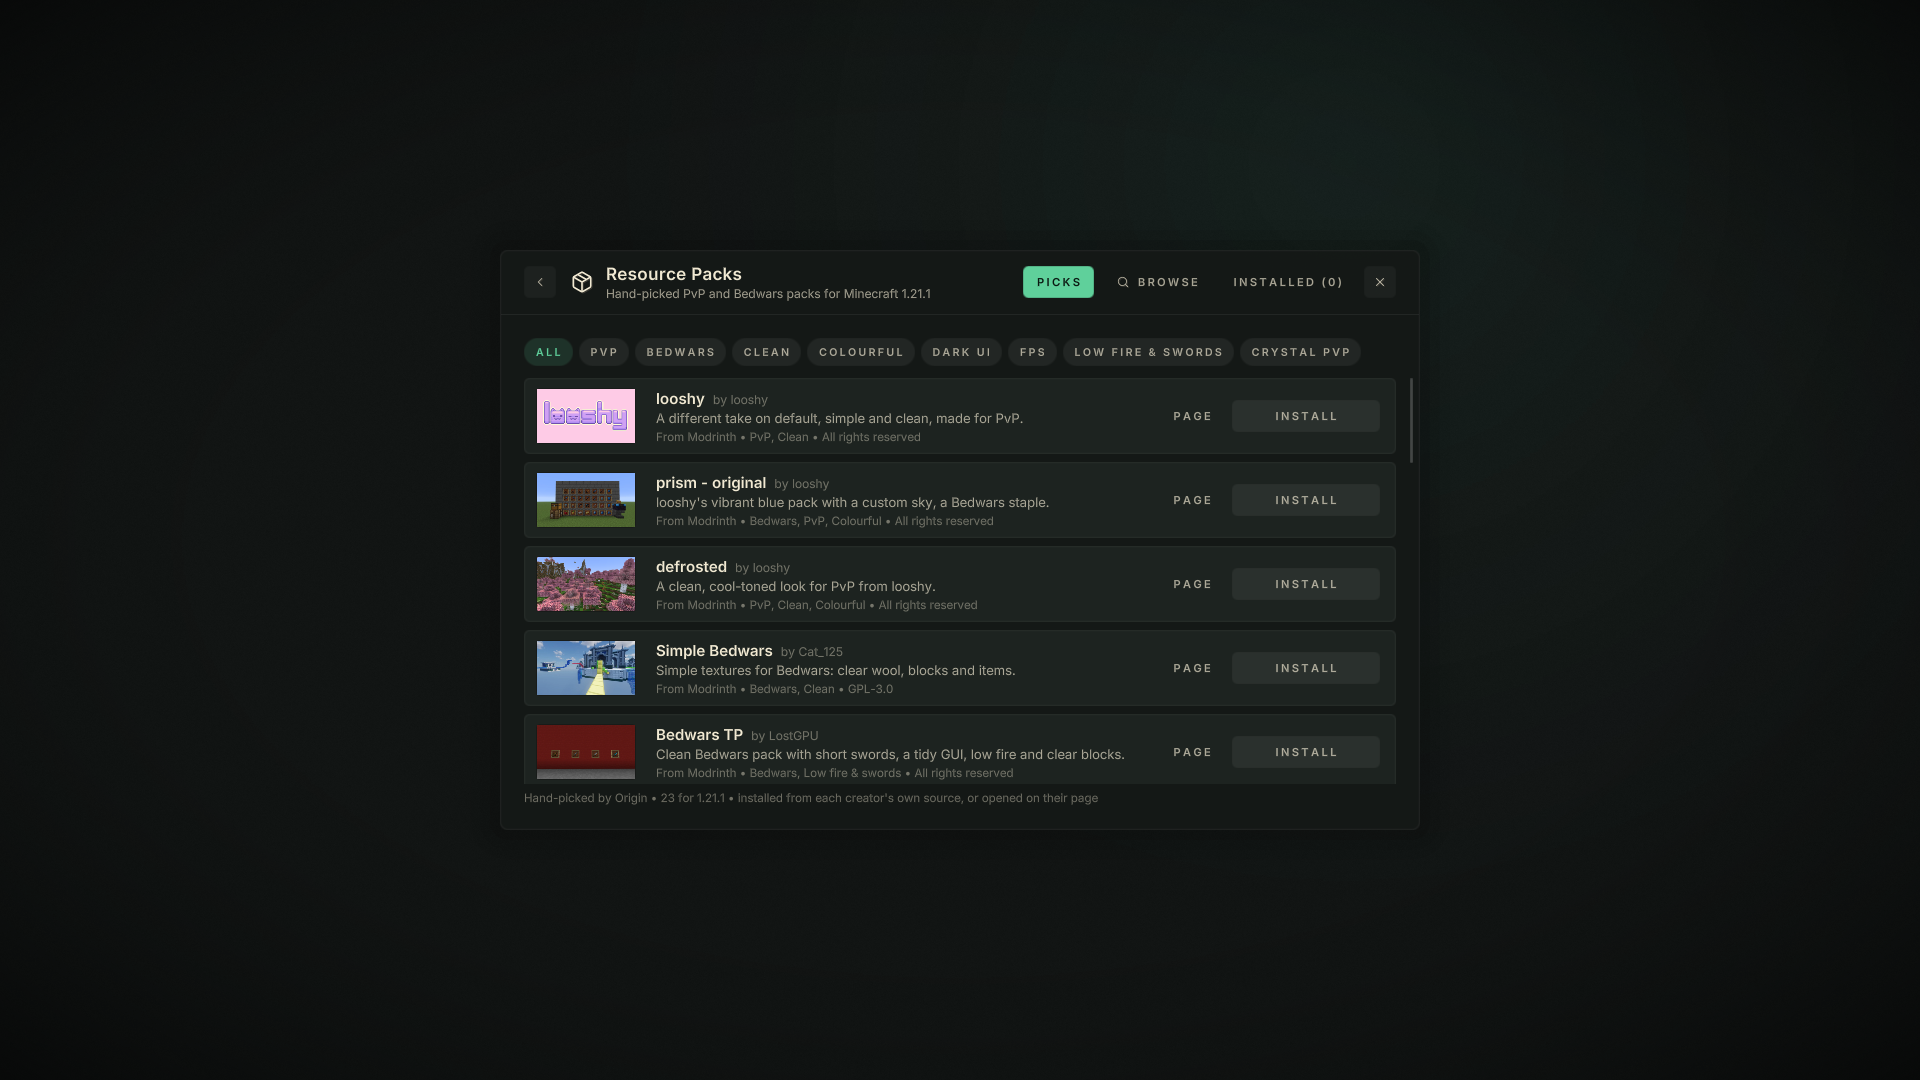 Resource Packs
Hand-picked PvP and Bedwars packs for Minecraft 1.21.1
PICKS
BROWSE
INSTALLED (0)
ALL
PVP
BEDWARS
CLEAN
COLOURFUL
DARK UI
FPS
LOW FIRE & SWORDS
CRYSTAL PVP
looshy
looshy by looshy
A different take on default, simple and clean, made for PvP.
From Modrinth • PvP, Clean • All rights reserved
PAGE
INSTALL
prism - original by looshy
looshy's vibrant blue pack with a custom sky, a Bedwars staple.
From Modrinth • Bedwars, PvP, Colourful • All rights reserved
PAGE
INSTALL
defrosted by looshy
A clean, cool-toned look for PvP from looshy.
From Modrinth • PvP, Clean, Colourful • All rights reserved
PAGE
INSTALL
Simple Bedwars by Cat_125
Simple textures for Bedwars: clear wool, blocks and items.
From Modrinth • Bedwars, Clean • GPL-3.0
PAGE
INSTALL
Bedwars TP by LostGPU
Clean Bedwars pack with short swords, a tidy GUI, low fire and clear blocks.
From Modrinth • Bedwars, Low fire & swords • All rights reserved
PAGE
INSTALL
Hand-picked by Origin • 23 for 1.21.1 • installed from each creator's own source, or opened on their page